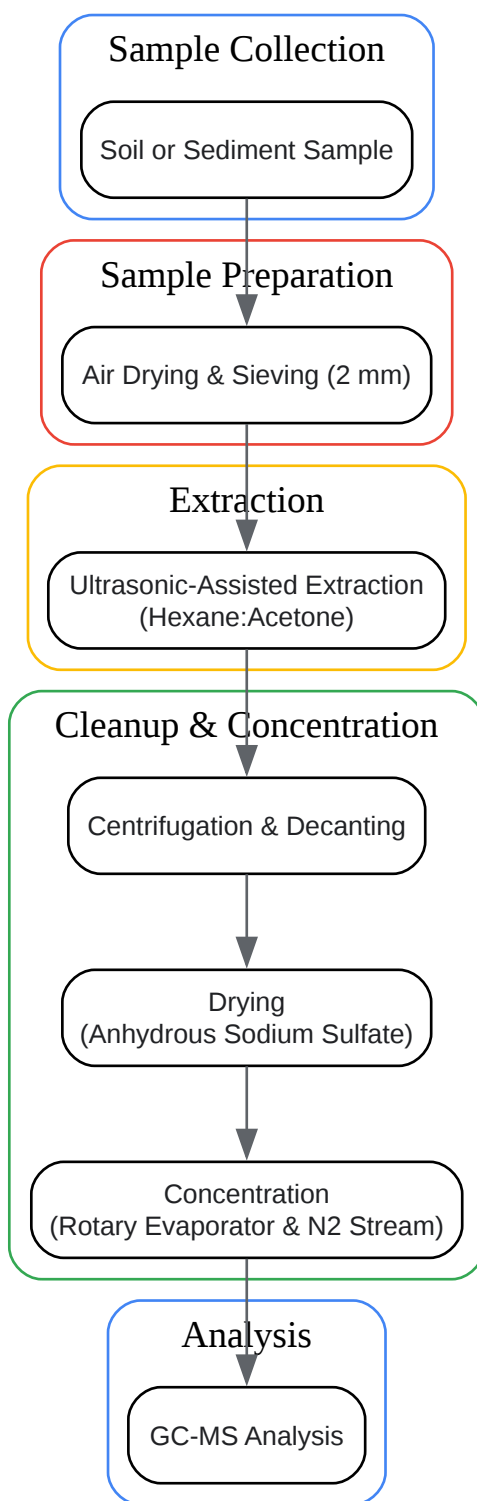 Sample Collection
Soil or Sediment Sample
Sample Preparation
Air Drying & Sieving (2 mm)
Extraction
Ultrasonic-Assisted Extraction
(Hexane:Acetone)
Cleanup & Concentration
Centrifugation & Decanting
Drying
(Anhydrous Sodium Sulfate)
Concentration
(Rotary Evaporator & N2 Stream)
Analysis
GC-MS Analysis